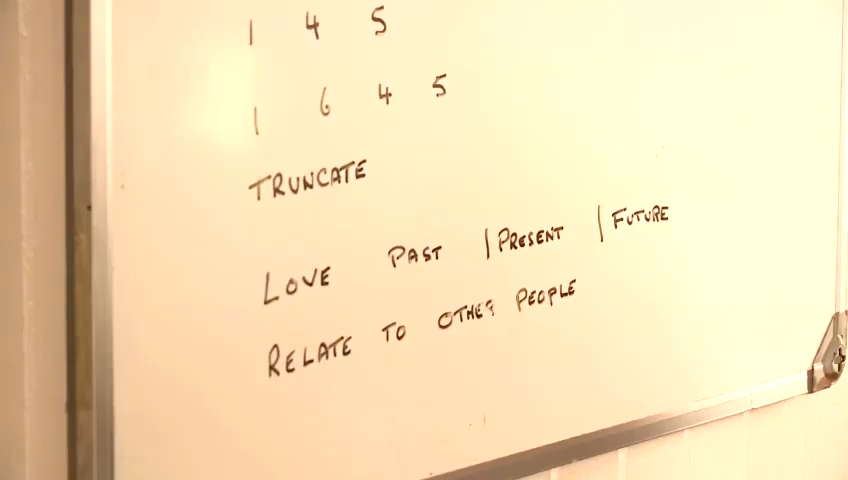 1 4 5
1 6 4 5
TRUNCATE
LOVE PAST | PRESENT | FUTURE
RELATE TO OTHER PEOPLE